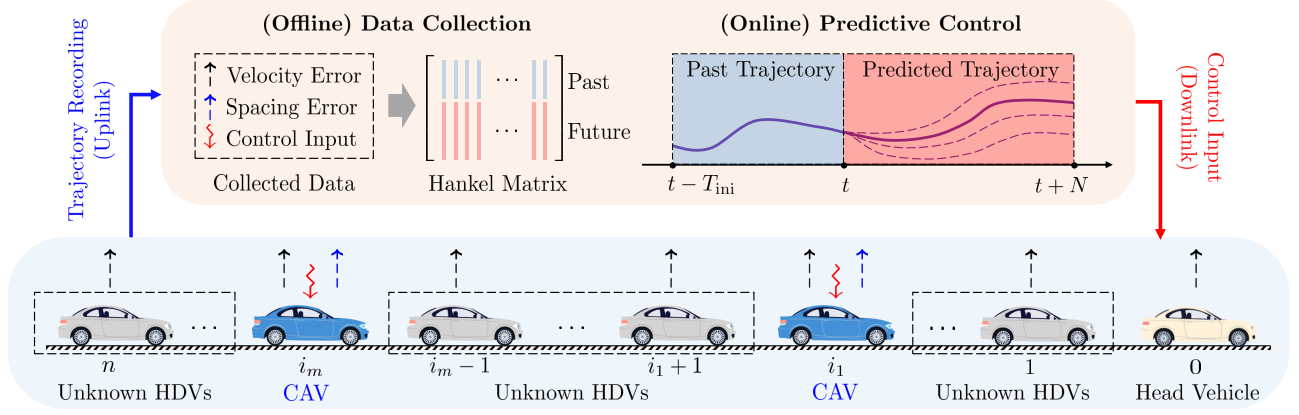 (Offline) Data Collection
(Online) Predictive Control
Trajectory Recording
(Uplink)
Velocity Error
Spacing Error
Control Input
Collected Data
...
...
Past
Future
Hankel Matrix
Past Trajectory
Predicted Trajectory
t − T_ini
t
t + N
Control Input
(Downlink)
...
...
...
n
i_m
i_m − 1
i_1 + 1
i_1
1
0
Unknown HDVs
CAV
Unknown HDVs
CAV
Unknown HDVs
Head Vehicle